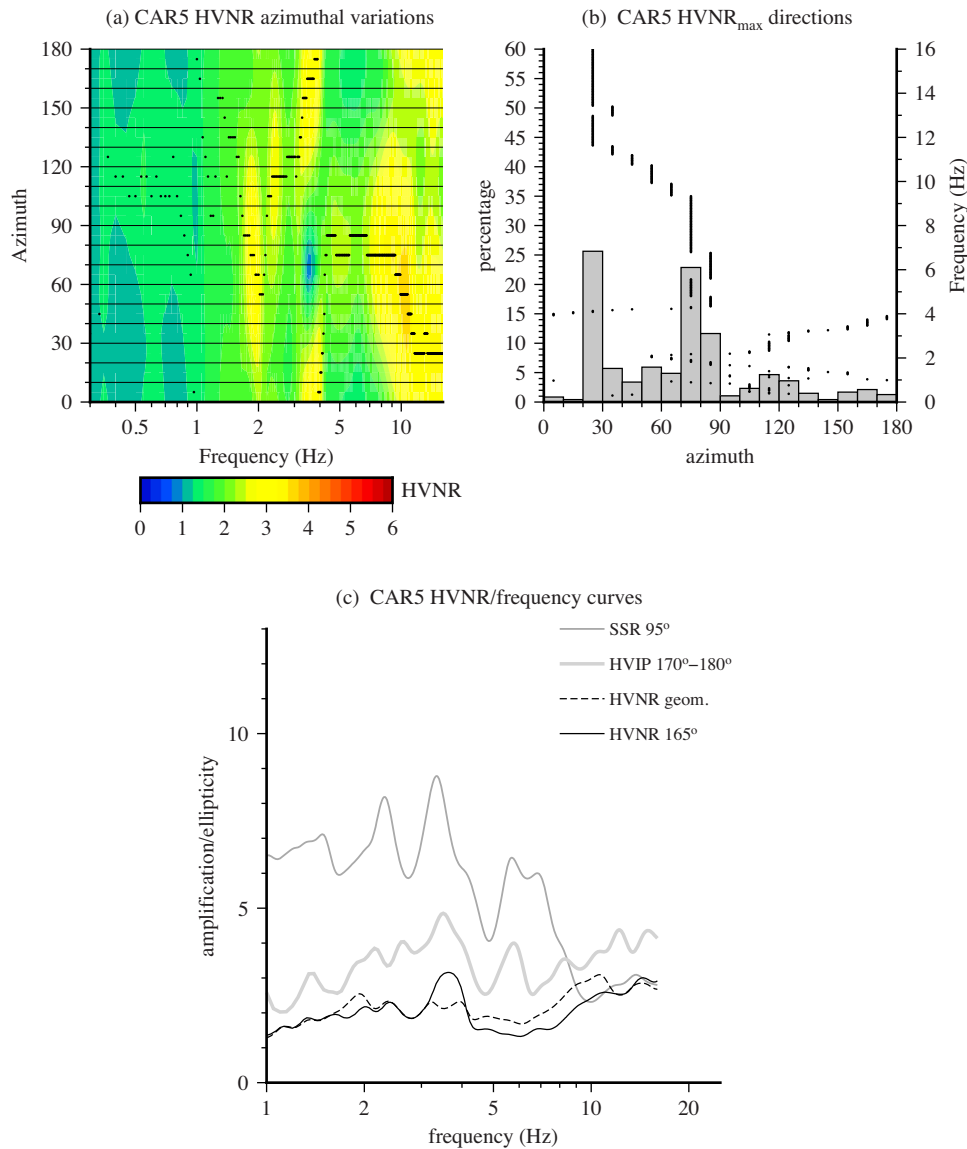 (a) CAR5 HVNR azimuthal variations
180
150
120
90
60
30
0
Azimuth
0.5 1 2 5 10
Frequency (Hz)
HVNR
0 1 2 3 4 5 6
(b) CAR5 HVNRmax directions
60
55
50
45
40
35
30
25
20
15
10
5
0
percentage
16
14
12
10
8
6
4
2
0
Frequency (Hz)
0 30 60 90 120 150 180
azimuth
(c) CAR5 HVNR/frequency curves
SSR 95º
HVIP 170º–180º
HVNR geom.
HVNR 165º
10
5
0
amplification/ellipticity
1 2 5 10 20
frequency (Hz)